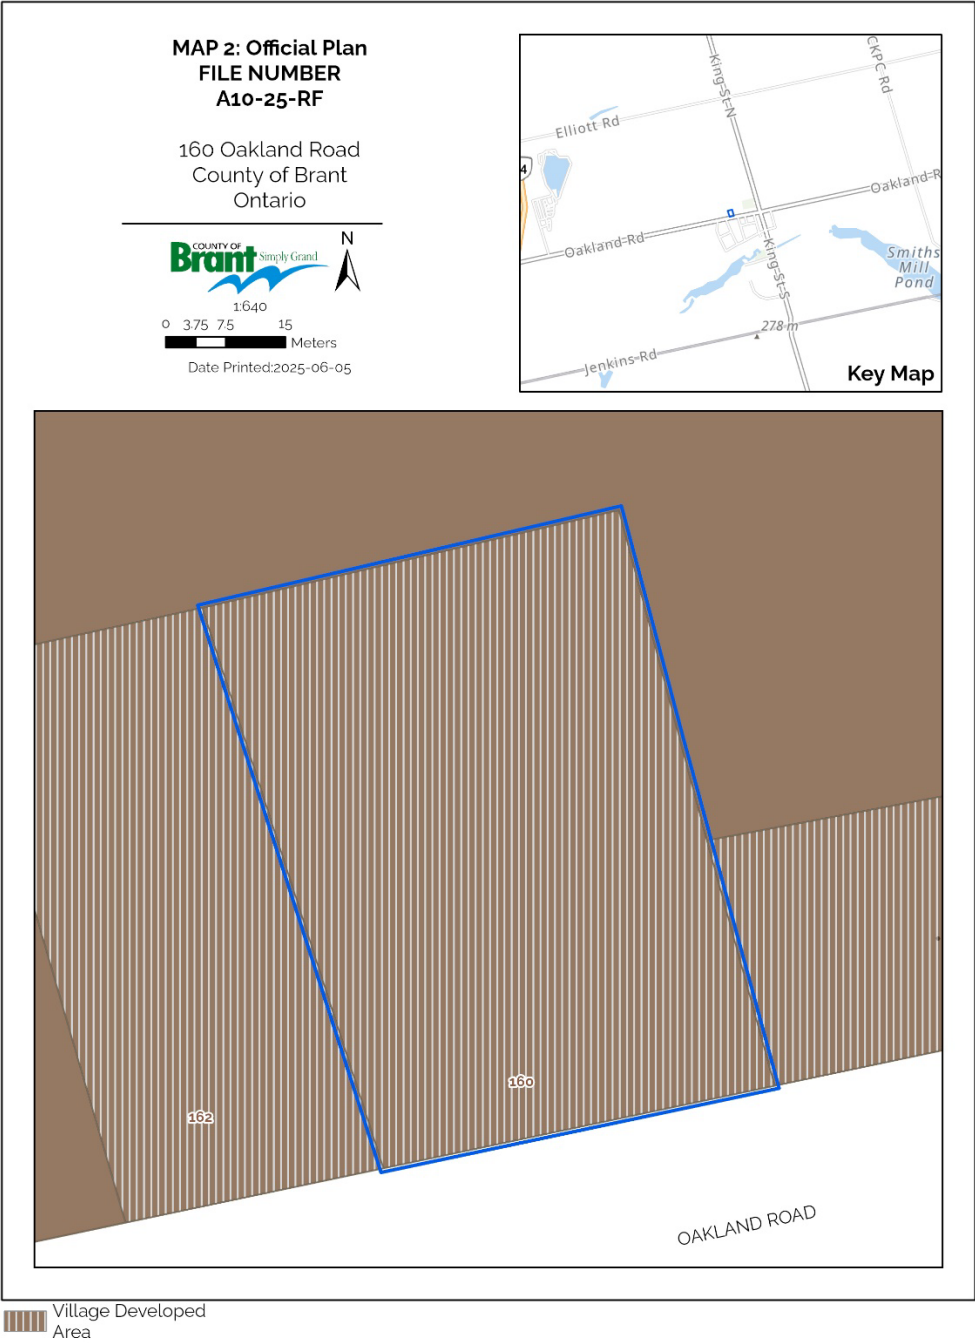 MAP 2: Official Plan
FILE NUMBER
A10-25-RF
160 Oakland Road
County of Brant
Ontario
COUNTY OF
Brant Simply Grand
N
1:640
0 3.75 7.5 15
Meters
Date Printed:2025-06-05
King-St-N
CKPC Rd
Elliott Rd
4
Oakland-R
Oakland-Rd
King-St-S
Smiths
Mill
Pond
278 m
Jenkins-Rd
Key Map
160
162
OAKLAND ROAD
Village Developed
Area